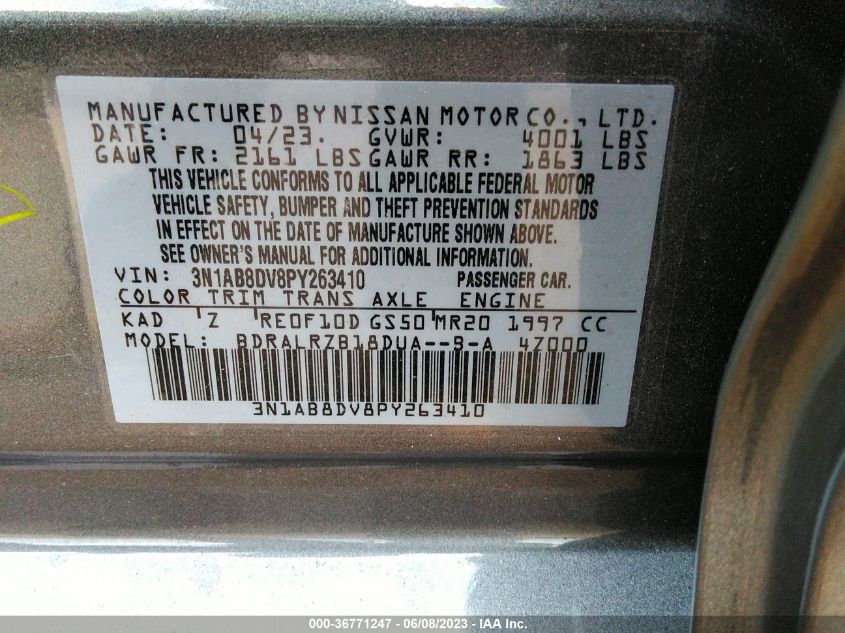 MANUFACTURED BY NISSAN MOTOR CO., LTD.
DATE: 04/23. GVWR: 4001 LBS
GAWR FR: 2161 LBS GAWR RR: 1863 LBS
THIS VEHICLE CONFORMS TO ALL APPLICABLE FEDERAL MOTOR
VEHICLE SAFETY, BUMPER AND THEFT PREVENTION STANDARDS
IN EFFECT ON THE DATE OF MANUFACTURE SHOWN ABOVE.
SEE OWNER'S MANUAL FOR ADDITIONAL INFORMATION.
VIN: 3N1AB8DV8PY263410 PASSENGER CAR.
COLOR TRIM TRANS AXLE ENGINE
KAD Z RE0F10D GS50 MR20 1997 CC
MODEL: BDRALRZB18DUA--B-A 4Z000
3N1AB8DV8PY263410
000-36771247 - 06/08/2023 - IAA Inc.